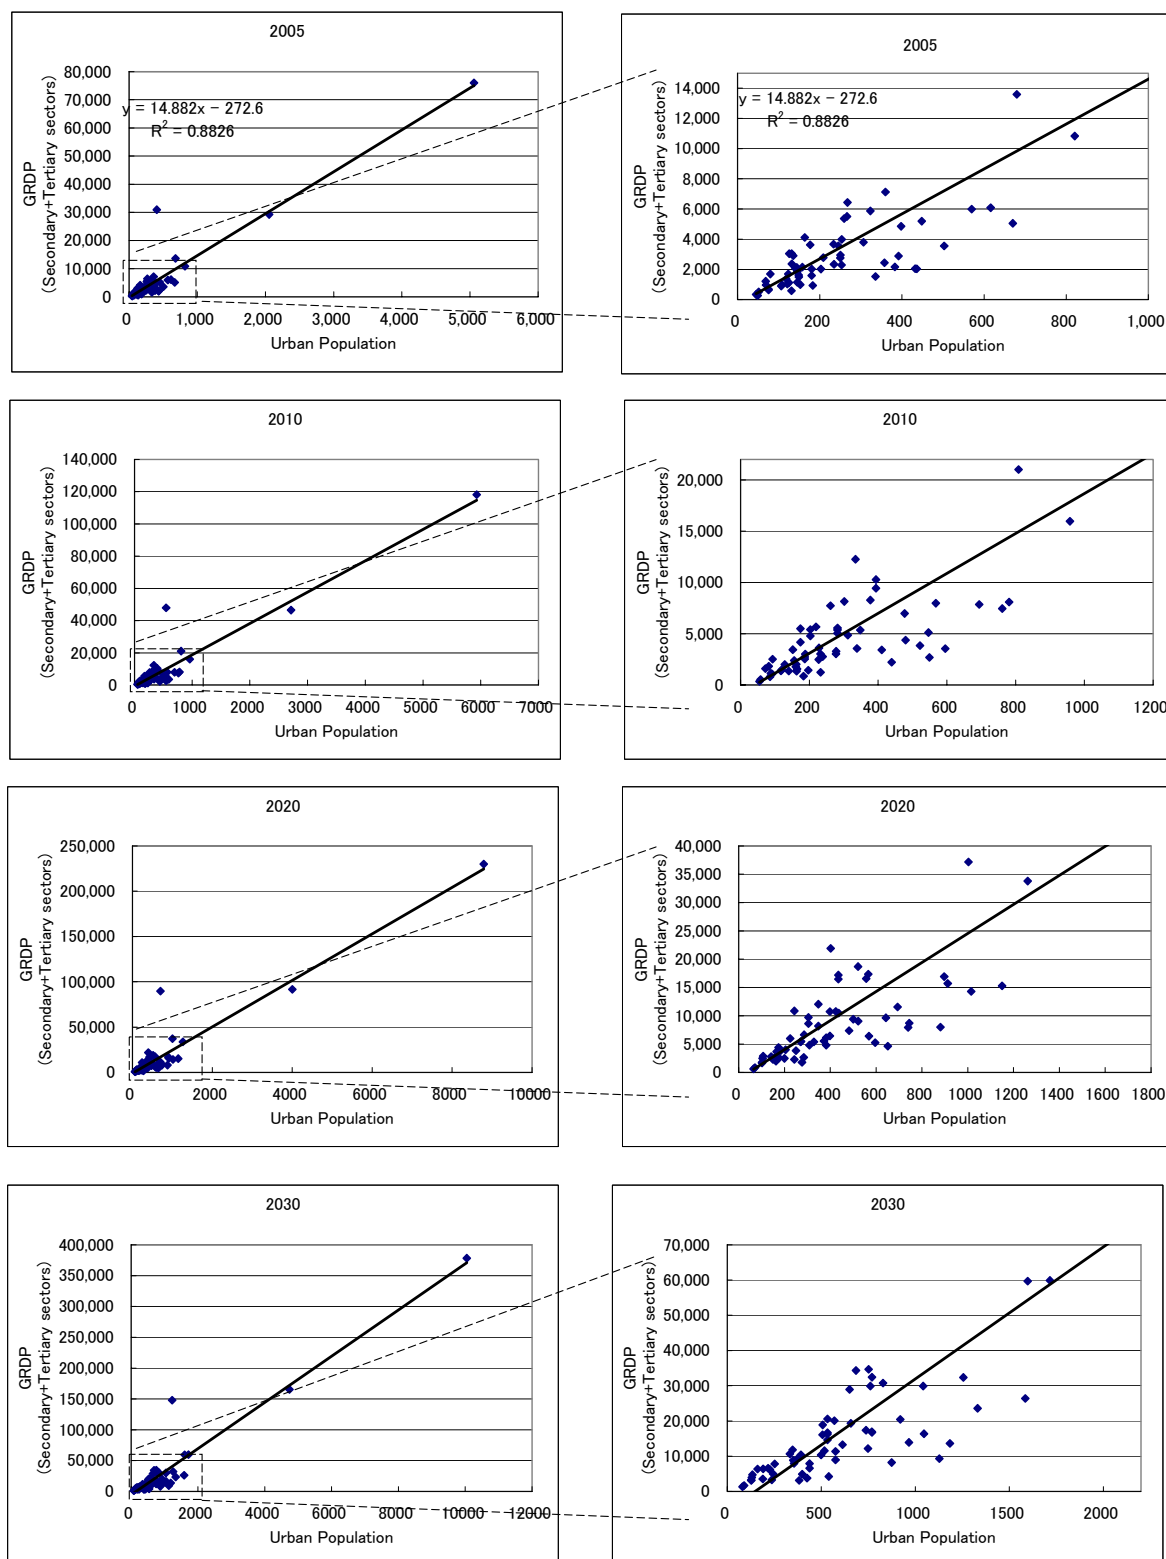 2005
GRDP
(Secondary+Tertiary sectors)
80,000
70,000
60,000
50,000
40,000
30,000
20,000
10,000
0
y = 14.882x − 272.6
R² = 0.8826
0 1,000 2,000 3,000 4,000 5,000 6,000
Urban Population
2005
GRDP
(Secondary+Tertiary sectors)
14,000
12,000
10,000
8,000
6,000
4,000
2,000
0
y = 14.882x − 272.6
R² = 0.8826
0 200 400 600 800 1,000
Urban Population
2010
GRDP
(Secondary+Tertiary sectors)
140,000
120,000
100,000
80,000
60,000
40,000
20,000
0
0 1000 2000 3000 4000 5000 6000 7000
Urban Population
2010
GRDP
(Secondary+Tertiary sectors)
20,000
15,000
10,000
5,000
0
0 200 400 600 800 1000 1200
Urban Population
2020
GRDP
(Secondary+Tertiary sectors)
250,000
200,000
150,000
100,000
50,000
0
0 2000 4000 6000 8000 10000
Urban Population
2020
GRDP
(Secondary+Tertiary sectors)
40,000
35,000
30,000
25,000
20,000
15,000
10,000
5,000
0
0 200 400 600 800 1000 1200 1400 1600 1800
Urban Population
2030
GRDP
(Secondary+Tertiary sectors)
400,000
350,000
300,000
250,000
200,000
150,000
100,000
50,000
0
0 2000 4000 6000 8000 10000 12000
Urban Population
2030
GRDP
(Secondary+Tertiary sectors)
70,000
60,000
50,000
40,000
30,000
20,000
10,000
0
0 500 1000 1500 2000
Urban Population